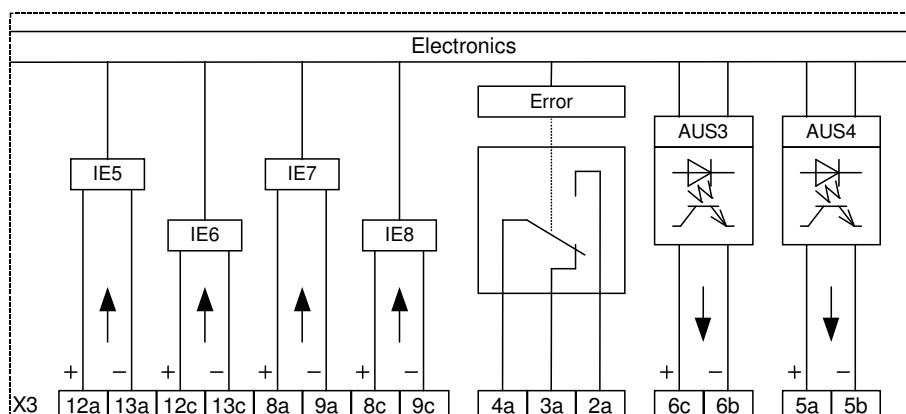 Electronics
Error
AUS3 AUS4
IE5 IE7
IE6 IE8
+ − + − + − + − + − + −
X3 12a 13a 12c 13c 8a 9a 8c 9c 4a 3a 2a 6c 6b 5a 5b